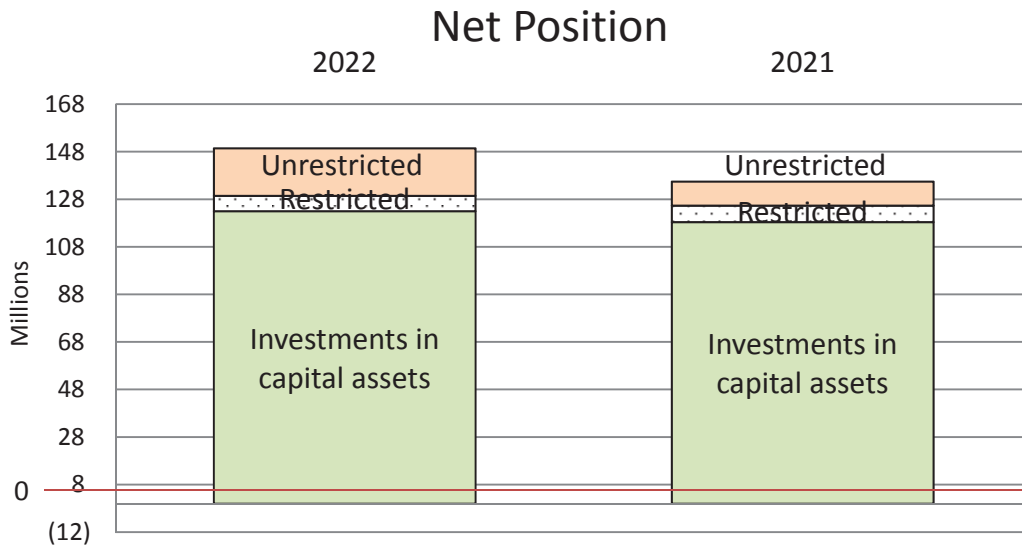 Net Position
2022 2021
168
148
128
108
88
68
48
28
8
0
(12)
Millions
Unrestricted
Restricted
Investments in
capital assets
Unrestricted
Restricted
Investments in
capital assets